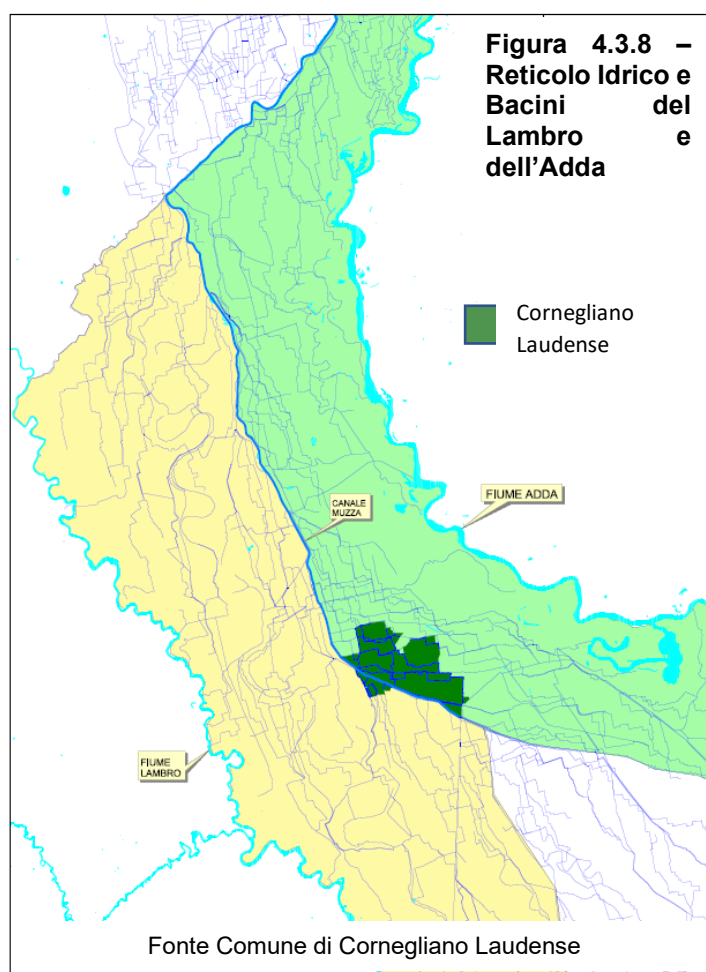 Figura 4.3.8 –
Reticolo Idrico e
Bacini del
Lambro e
dell'Adda
Cornegliano
Laudense
FIUME ADDA
CANALE
MUZZA
FIUME
LAMBRO
Fonte Comune di Cornegliano Laudense